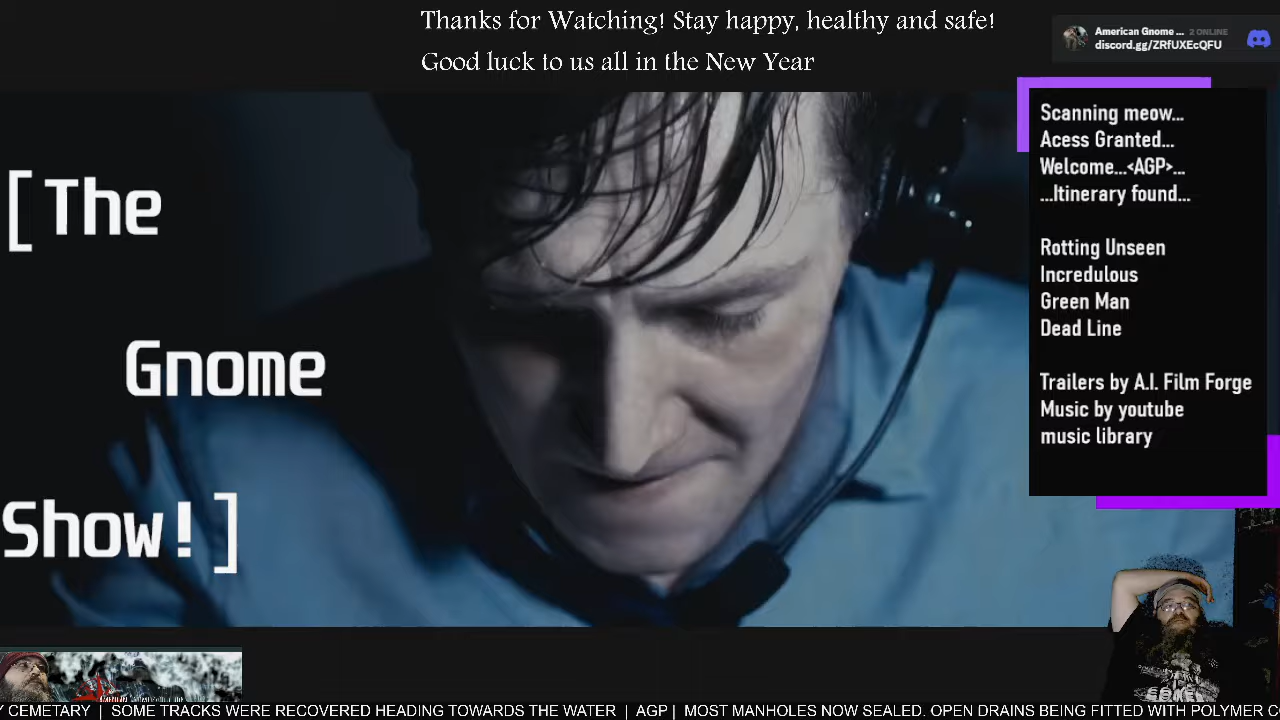 Thanks for Watching! Stay happy, healthy and safe!
Good luck to us all in the New Year
American Gnome ... 2 ONLINE
discord.gg/ZRfUXEcQFU
[The
Gnome
Show!]
Scanning meow...
Acess Granted...
Welcome...<AGP>...
...Itinerary found...
Rotting Unseen
Incredulous
Green Man
Dead Line
Trailers by A.I. Film Forge
Music by youtube
music library
Y CEMETARY | SOME TRACKS WERE RECOVERED HEADING TOWARDS THE WATER | AGP | MOST MANHOLES NOW SEALED. OPEN DRAINS BEING FITTED WITH POLYMER CO